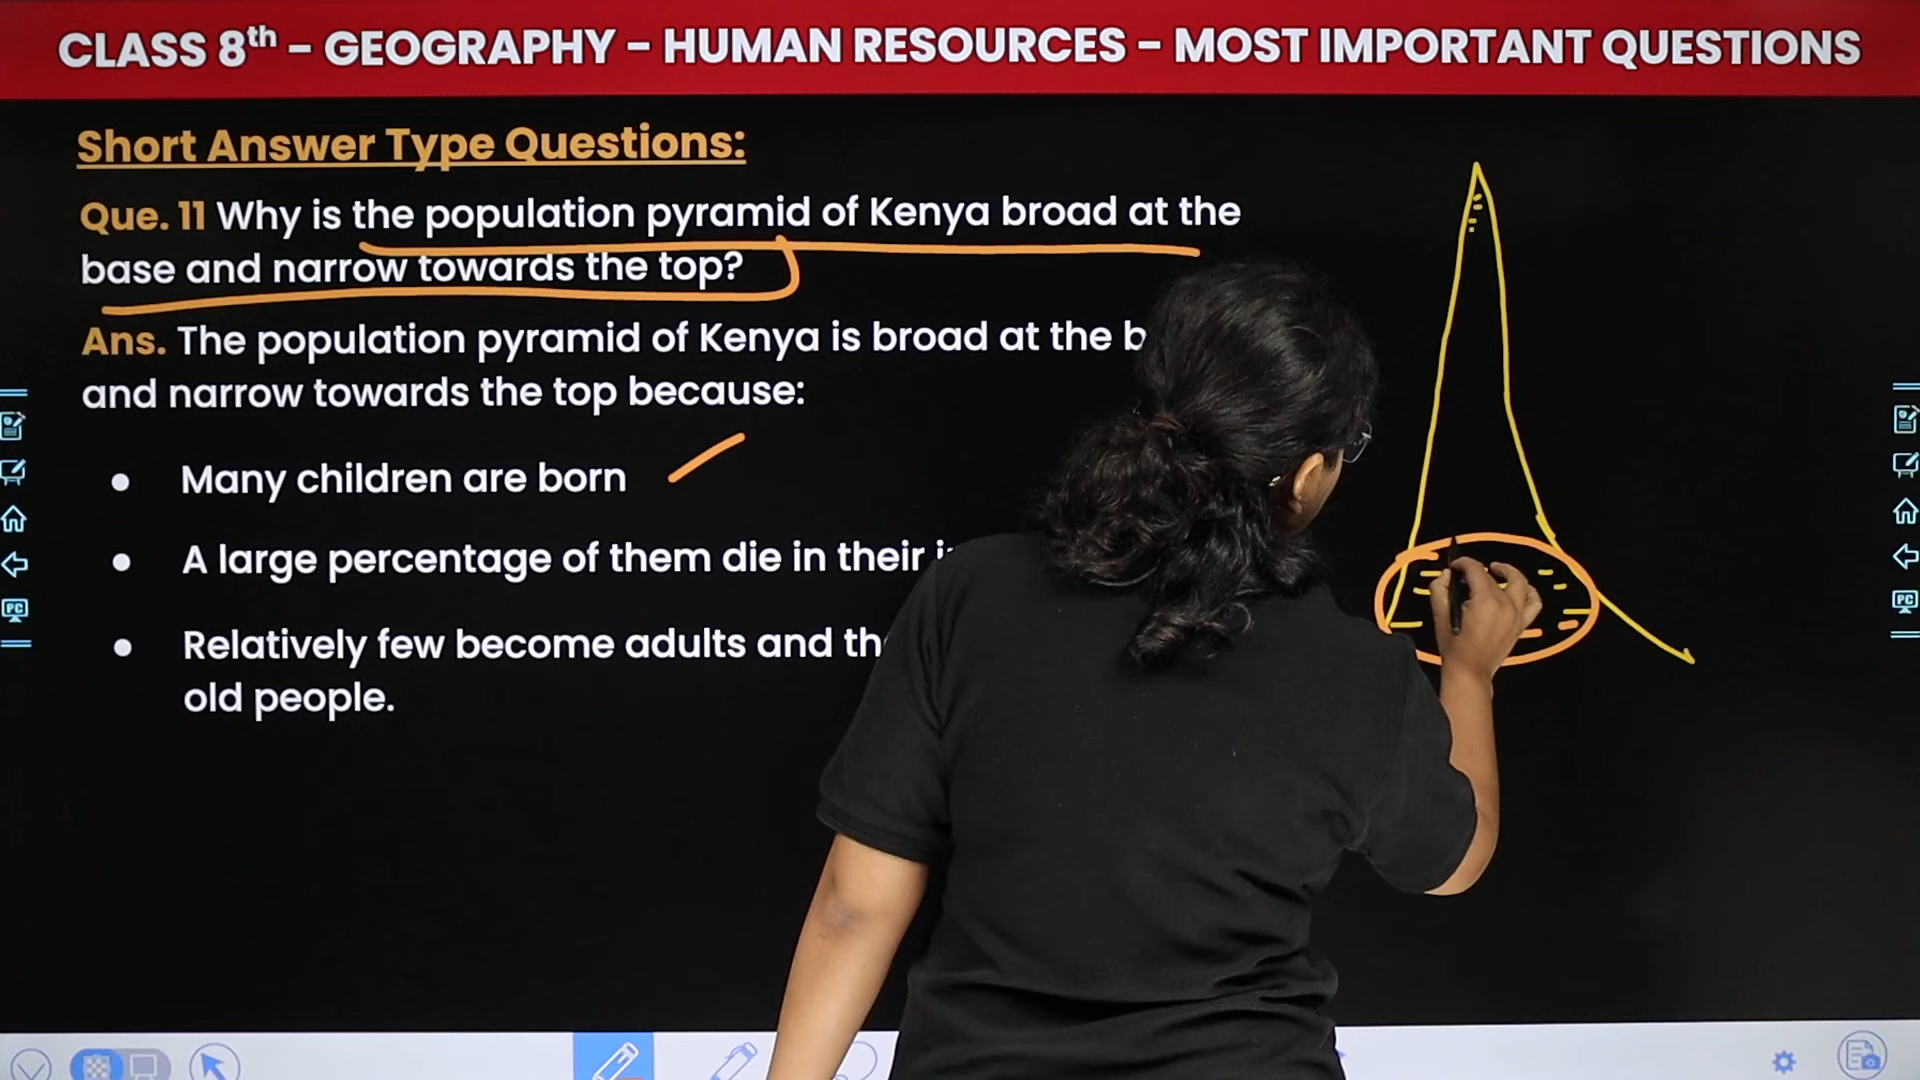 CLASS 8th - GEOGRAPHY - HUMAN RESOURCES - MOST IMPORTANT QUESTIONS
Short Answer Type Questions:
Que. 11 Why is the population pyramid of Kenya broad at the
base and narrow towards the top?
Ans. The population pyramid of Kenya is broad at the
and narrow towards the top because:
• Many children are born
• A large percentage of them die in their
• Relatively few become adults and
old people.
PC
PC